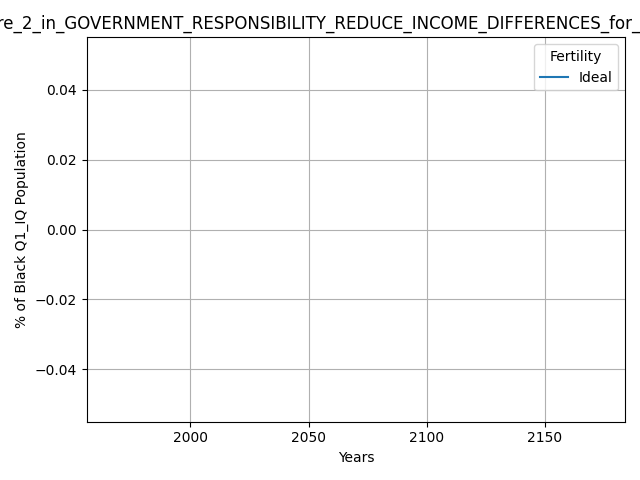 re_2_in_GOVERNMENT_RESPONSIBILITY_REDUCE_INCOME_DIFFERENCES_for_
Fertility
Ideal
0.04
0.02
0.00
−0.02
−0.04
% of Black Q1_IQ Population
2000 2050 2100 2150
Years